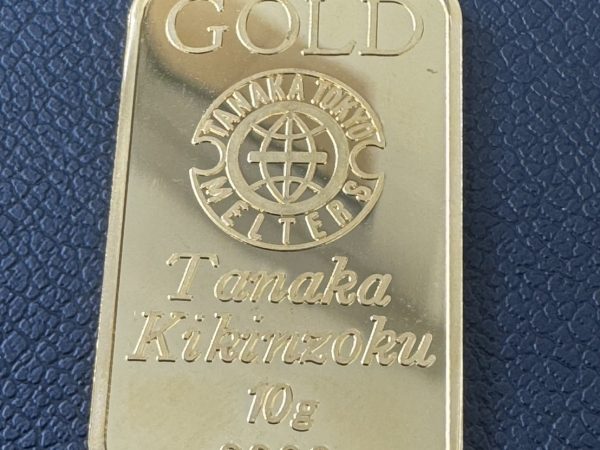 GOLD
TANAKA TOKYO
MELTERS
Tanaka
Kikinzoku
10g